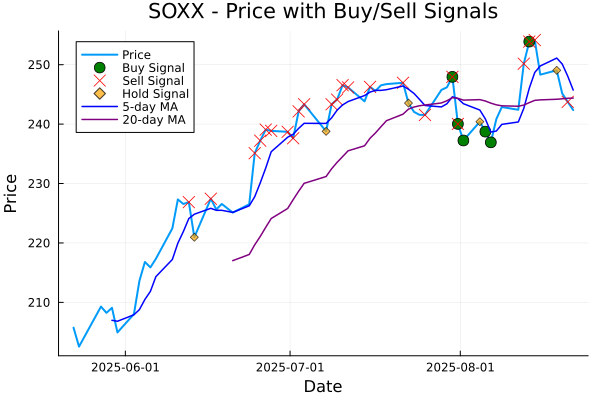 SOXX - Price with Buy/Sell Signals
Price
Buy Signal
Sell Signal
Hold Signal
5-day MA
20-day MA
250
240
230
220
210
Price
2025-06-01
2025-07-01
2025-08-01
Date